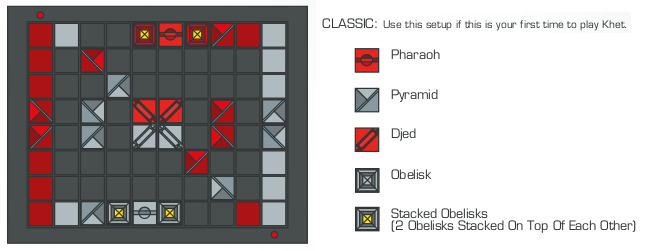 CLASSIC: Use this setup if this is your first time to play Khet.
Pharaoh
Pyramid
Djed
Obelisk
Stacked Obelisks
(2 Obelisks Stacked On Top Of Each Other)